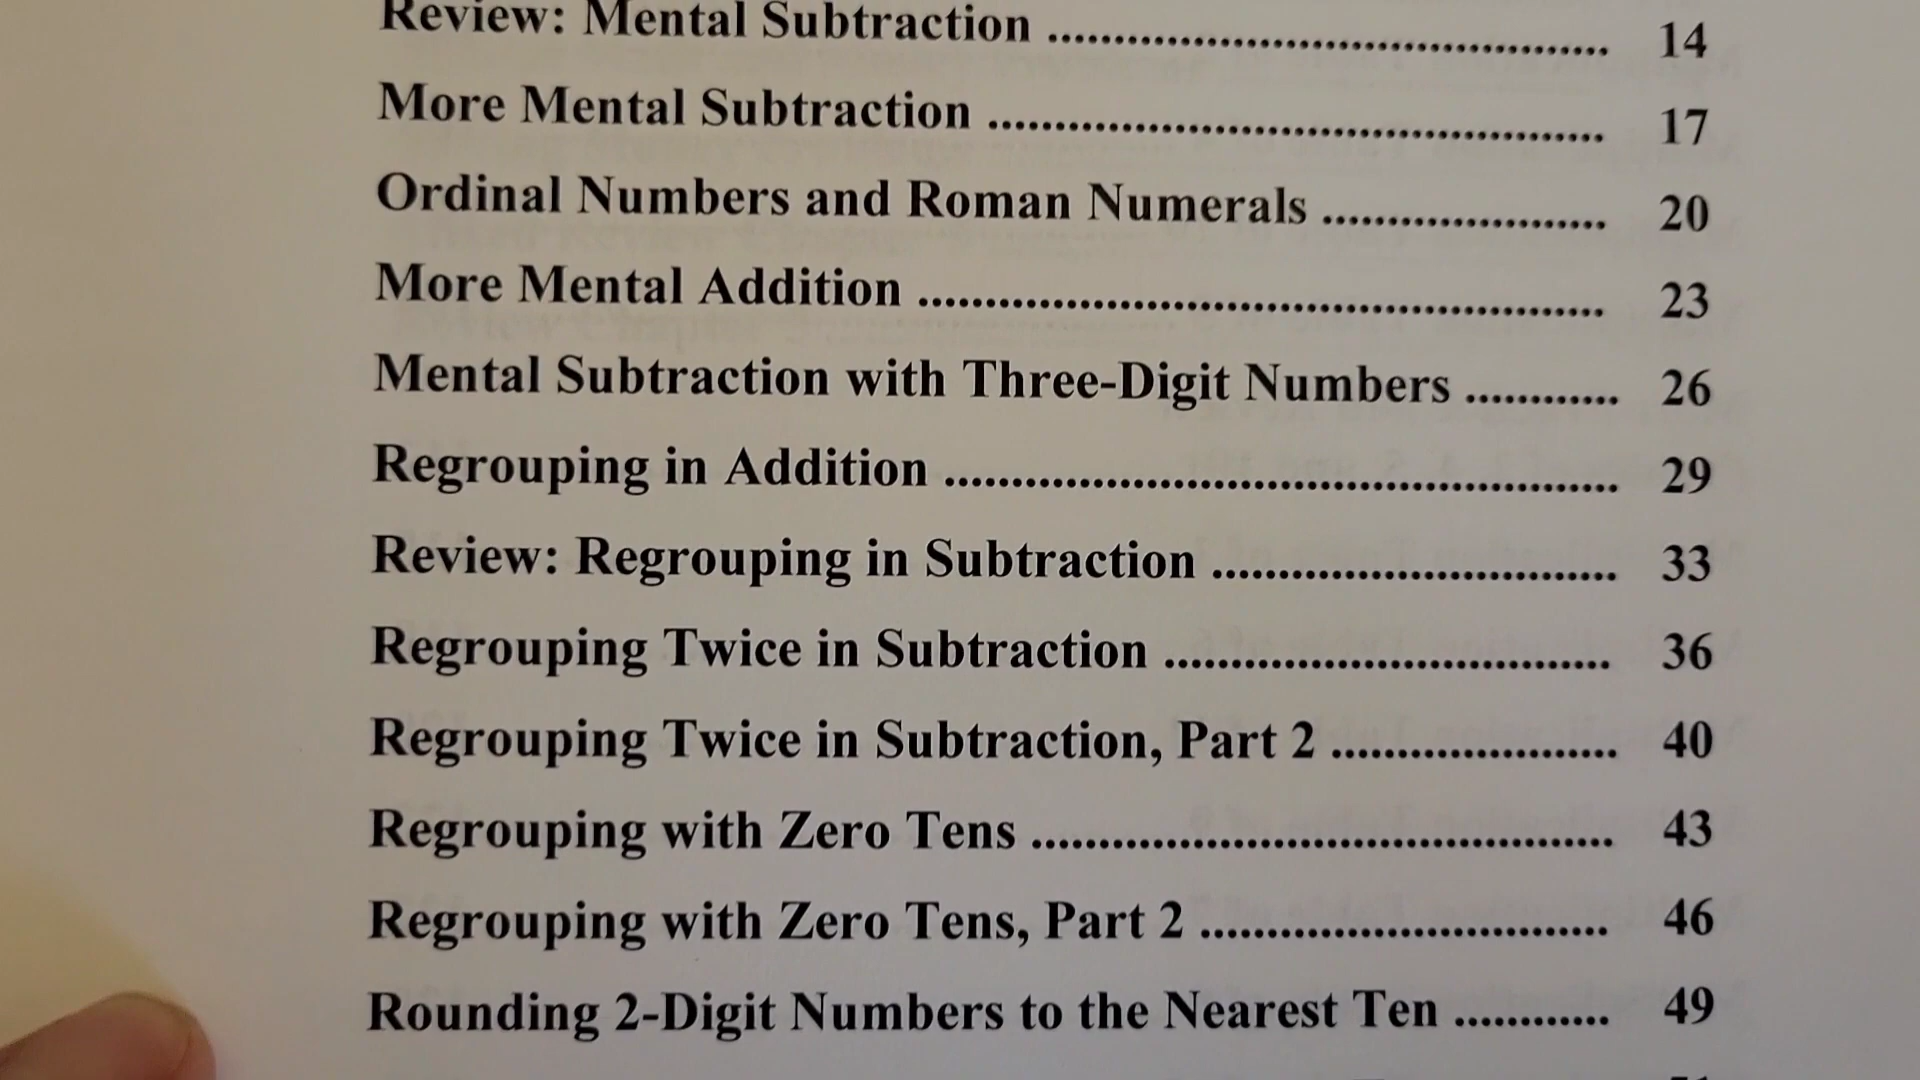 Review: Mental Subtraction ........................................... 14
More Mental Subtraction ............................................... 17
Ordinal Numbers and Roman Numerals ...................... 20
More Mental Addition .................................................... 23
Mental Subtraction with Three-Digit Numbers ............ 26
Regrouping in Addition ................................................... 29
Review: Regrouping in Subtraction ............................... 33
Regrouping Twice in Subtraction .................................. 36
Regrouping Twice in Subtraction, Part 2 ...................... 40
Regrouping with Zero Tens ............................................ 43
Regrouping with Zero Tens, Part 2 ............................... 46
Rounding 2-Digit Numbers to the Nearest Ten ............ 49